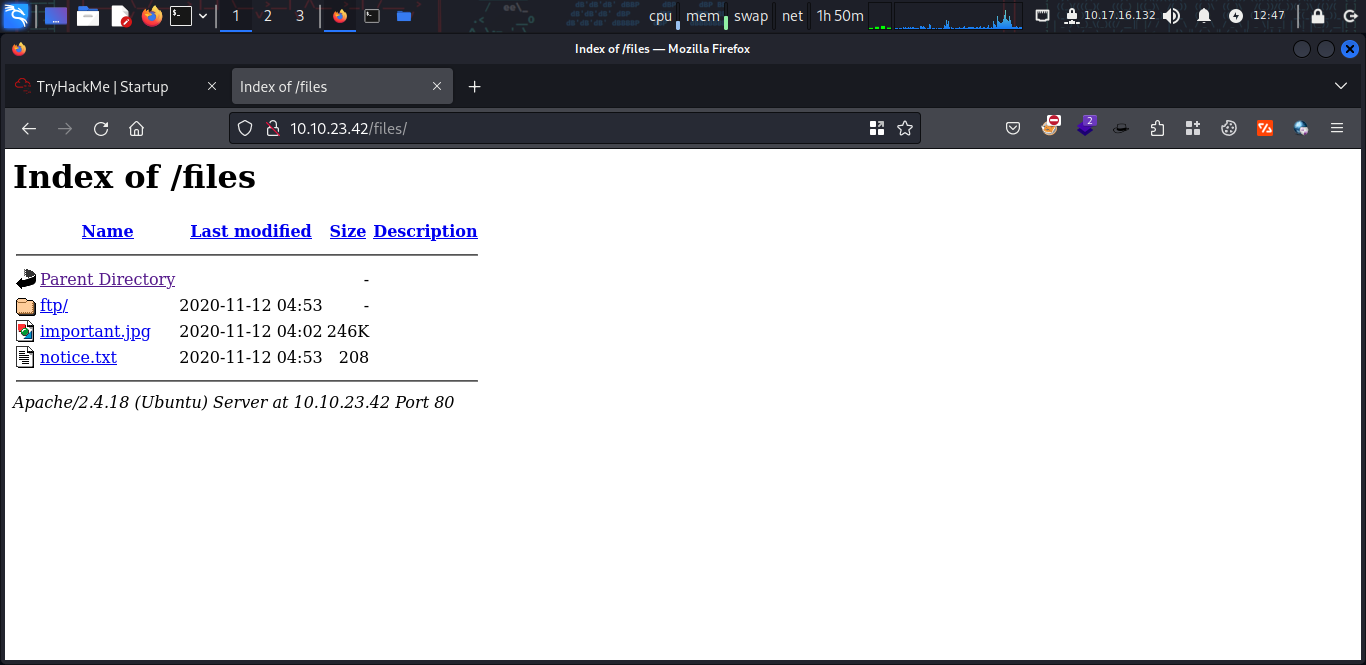 1 2 3 cpu mem swap net 1h 50m 10.17.16.132 12:47
Index of /files — Mozilla Firefox
TryHackMe | Startup Index of /files
10.10.23.42/files/ 2
Index of /files
Name Last modified Size Description
Parent Directory -
ftp/ 2020-11-12 04:53 -
important.jpg 2020-11-12 04:02 246K
notice.txt 2020-11-12 04:53 208
Apache/2.4.18 (Ubuntu) Server at 10.10.23.42 Port 80